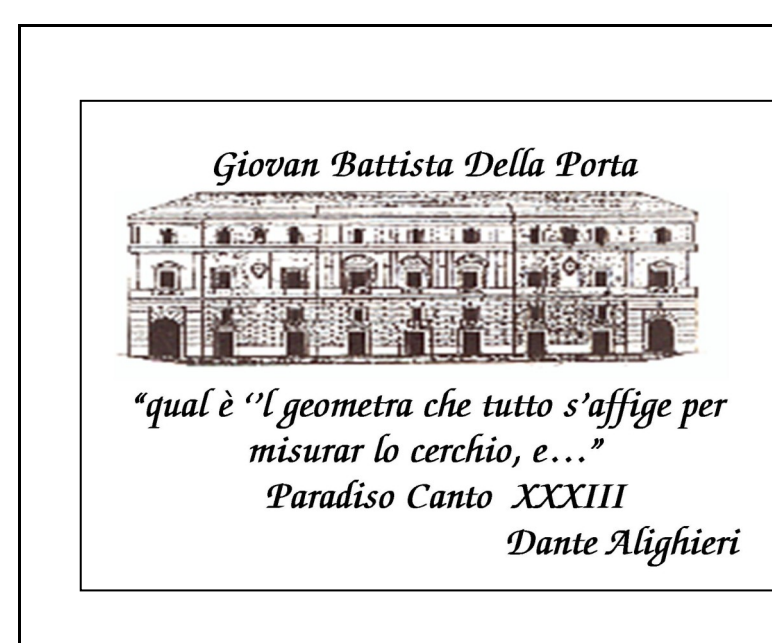 Giovan Battista Della Porta
“qual è ‘’l geometra che tutto s’affige per
misurar lo cerchio, e...”
Paradiso Canto XXXIII
Dante Alighieri